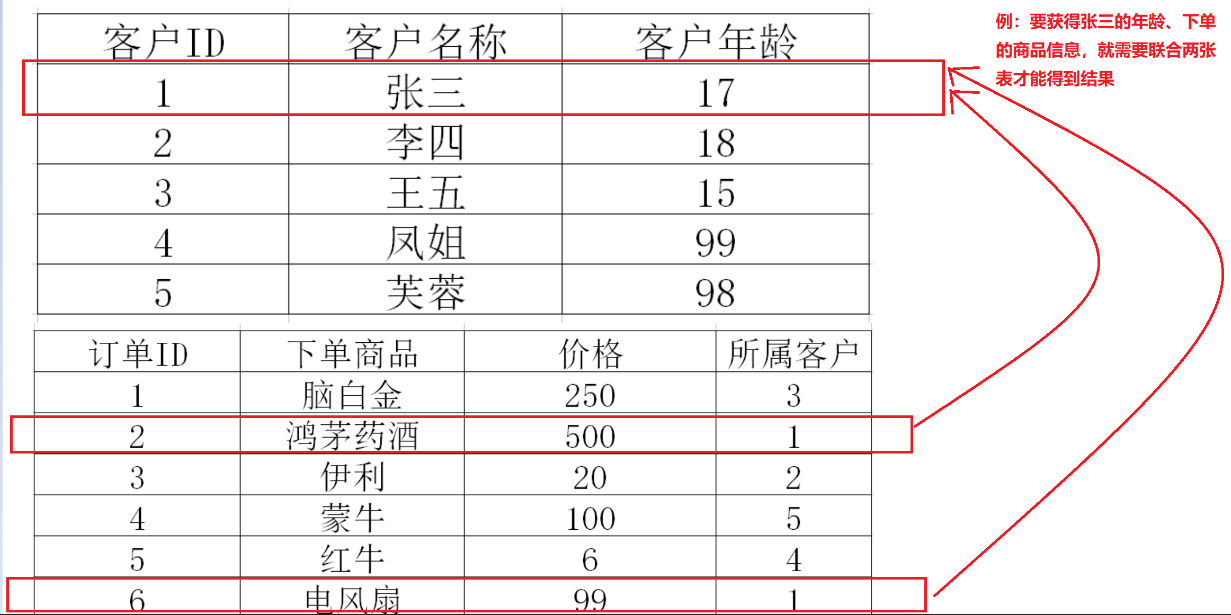 例：要获得张三的年龄、下单
的商品信息，就需要联合两张
表才能得到结果
客户ID 客户名称 客户年龄
1 张三 17
2 李四 18
3 王五 15
4 凤姐 99
5 芙蓉 98
订单ID 下单商品 价格 所属客户
1 脑白金 250 3
2 鸿茅药酒 500 1
3 伊利 20 2
4 蒙牛 100 5
5 红牛 6 4
6 电风扇 99 1